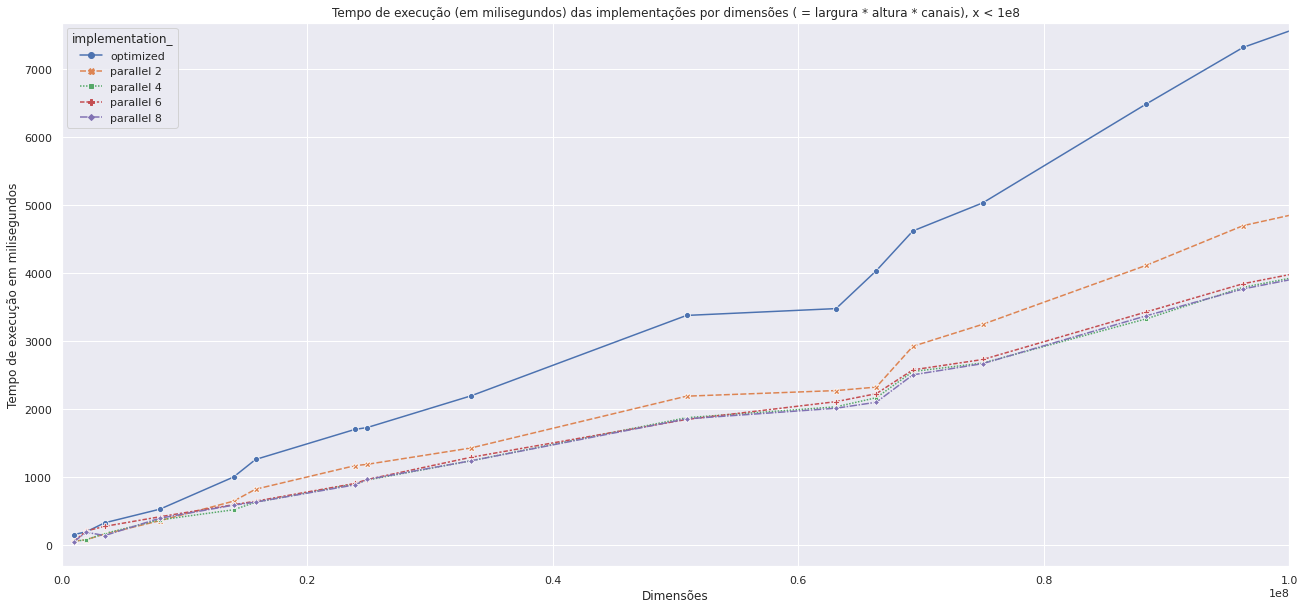 Tempo de execução (em milisegundos) das implementações por dimensões ( = largura * altura * canais), x < 1e8
implementation_
optimized
parallel 2
parallel 4
parallel 6
parallel 8
Tempo de execução em milisegundos
7000
6000
5000
4000
3000
2000
1000
0
0.0
0.2
0.4
0.6
0.8
1.0
1e8
Dimensões